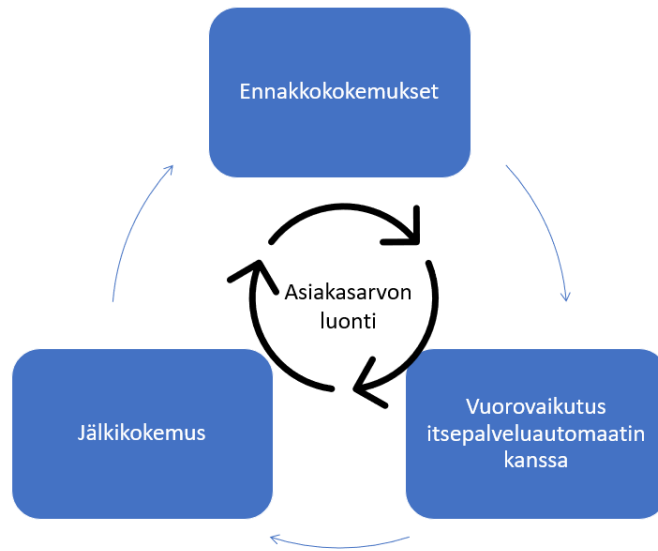 Ennakkokokemukset
Asiakasarvon
luonti
Jälkikokemus
Vuorovaikutus
itsepalveluautomaatin
kanssa